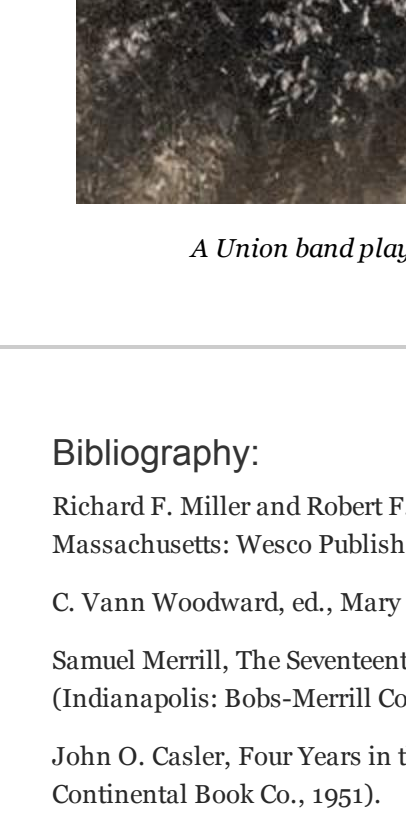 A Union band play
Bibliography:
Richard F. Miller and Robert F.
Massachusetts: Wesco Publish
C. Vann Woodward, ed., Mary
Samuel Merrill, The Seventeent
(Indianapolis: Bobs-Merrill Co
John O. Casler, Four Years in t
Continental Book Co., 1951).